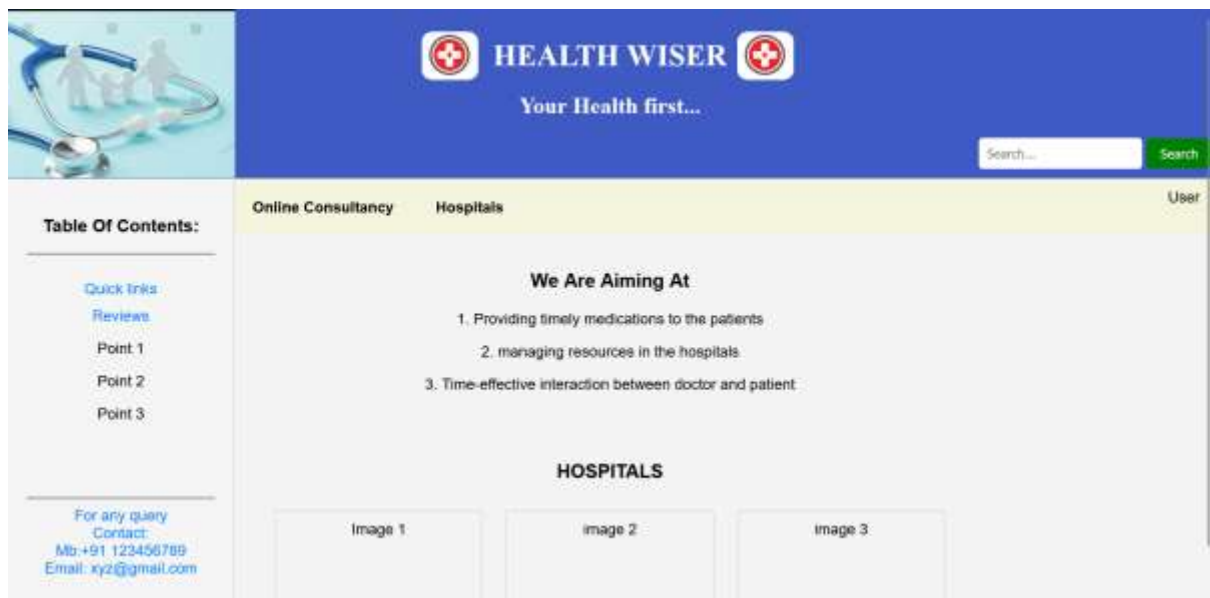 HEALTH WISER
Your Health first...
Search...
Search
Online Consultancy
Hospitals
User
Table Of Contents:
Quick links
Reviews
Point 1
Point 2
Point 3
For any query
Contact:
Mb:+91 123456789
Email: xyz@gmail.com
We Are Aiming At
1. Providing timely medications to the patients
2. managing resources in the hospitals
3. Time-effective interaction between doctor and patient
HOSPITALS
Image 1
image 2
image 3